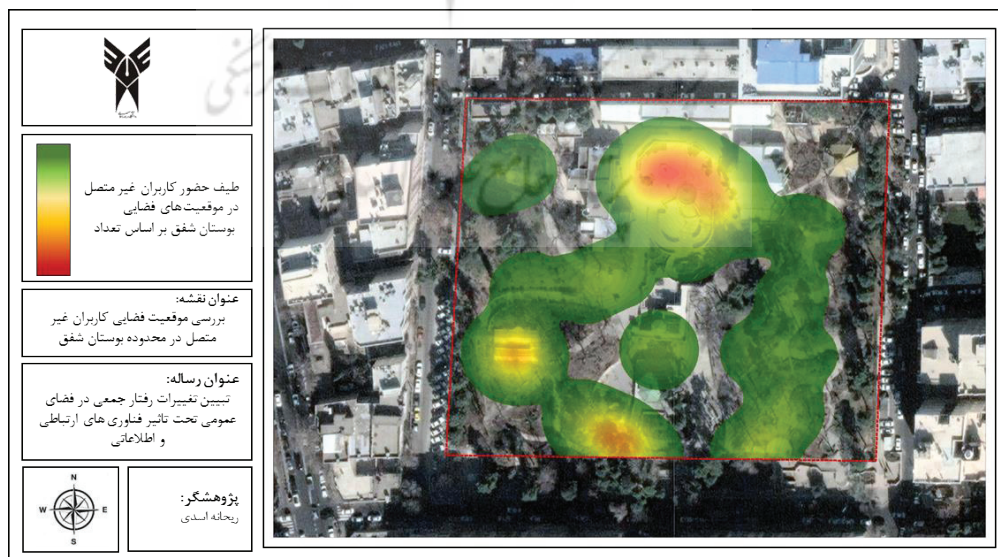 طیف حضور کاربران غیر متصل
در موقعیت‌های فضایی
بوستان شفق بر اساس تعداد
عنوان نقشه:
بررسی موقعیت فضایی کاربران غیر
متصل در محدوده بوستان شفق
عنوان رساله:
تبیین تغییرات رفتار جمعی در فضای
عمومی تحت تاثیر فناوری های ارتباطی
و اطلاعاتی
N
W E
S
پژوهشگر:
ریحانه اسدی